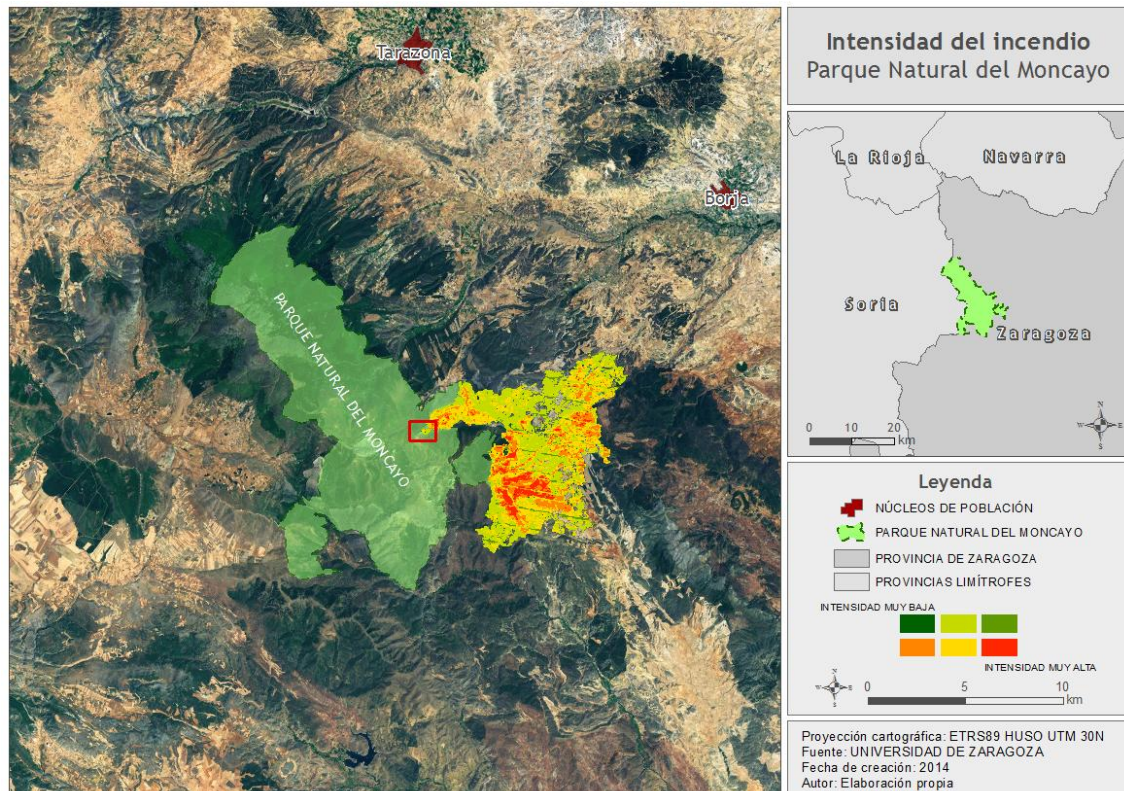 Tarazona
Borja
PARQUE NATURAL DEL MONCAYO
Intensidad del incendio
Parque Natural del Moncayo
La Rioja
Navarra
Soria
Zaragoza
N
W
E
S
0 10 20
km
Leyenda
NÚCLEOS DE POBLACIÓN
PARQUE NATURAL DEL MONCAYO
PROVINCIA DE ZARAGOZA
PROVINCIAS LIMÍTROFES
INTENSIDAD MUY BAJA
INTENSIDAD MUY ALTA
N
W
E
S
0 5 10
km
Proyección cartográfica: ETRS89 HUSO UTM 30N
Fuente: UNIVERSIDAD DE ZARAGOZA
Fecha de creación: 2014
Autor: Elaboración propia